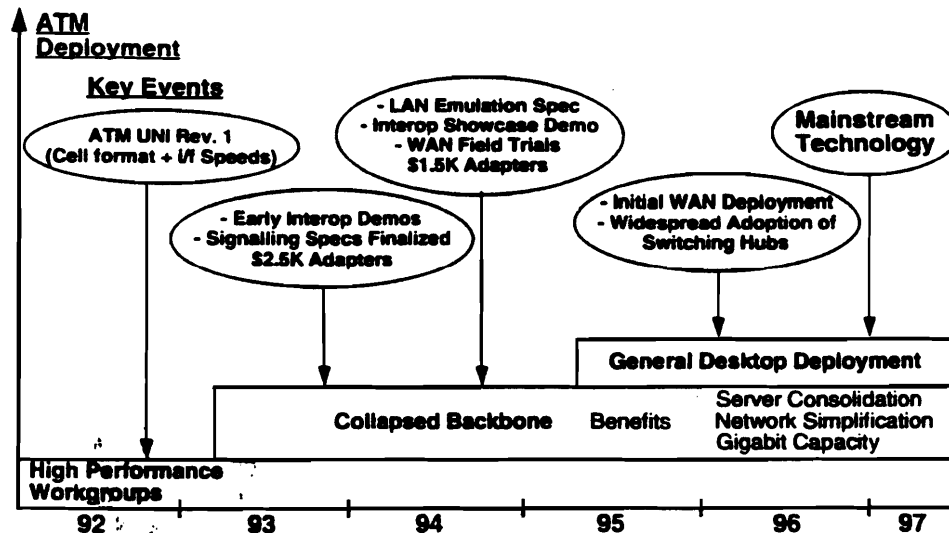 ATM
Deployment
Key Events
ATM UNI Rev. 1
(Cell format + i/f Speeds)
- Early Interop Demos
- Signalling Specs Finalized
$2.5K Adapters
- LAN Emulation Spec
- Interop Showcase Demo
- WAN Field Trials
$1.5K Adapters
- Initial WAN Deployment
- Widespread Adoption of
Switching Hubs
Mainstream
Technology
General Desktop Deployment
Collapsed Backbone
Benefits
Server Consolidation
Network Simplification
Gigabit Capacity
High Performance
Workgroups
92 93 94 95 96 97